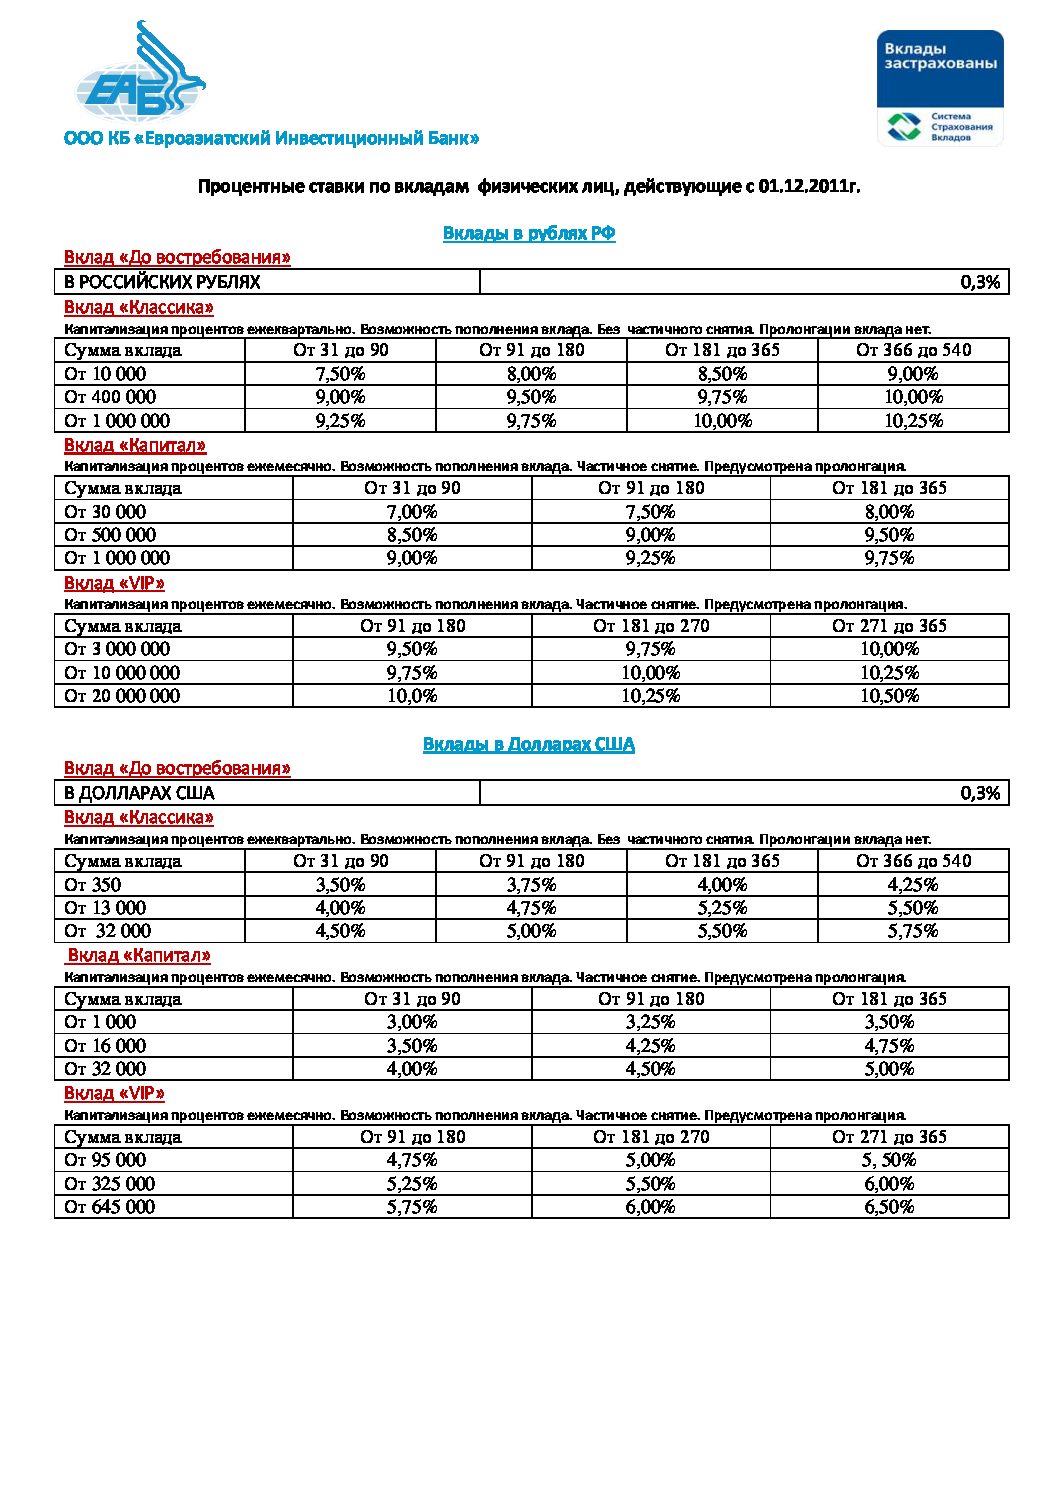 ЕАБ
Вклады
застрахованы
Система
Страхования
Вкладов
ООО КБ «Евроазиатский Инвестиционный Банк»
Процентные ставки по вкладам физических лиц, действующие с 01.12.2011г.
Вклады в рублях РФ
Вклад «До востребования»
В РОССИЙСКИХ РУБЛЯХ 0,3%
Вклад «Классика»
Капитализация процентов ежеквартально. Возможность пополнения вклада. Без частичного снятия. Пролонгации вклада нет.
Сумма вклада От 31 до 90 От 91 до 180 От 181 до 365 От 366 до 540
От 10 000 7,50% 8,00% 8,50% 9,00%
От 400 000 9,00% 9,50% 9,75% 10,00%
От 1 000 000 9,25% 9,75% 10,00% 10,25%
Вклад «Капитал»
Капитализация процентов ежемесячно. Возможность пополнения вклада. Частичное снятие. Предусмотрена пролонгация.
Сумма вклада От 31 до 90 От 91 до 180 От 181 до 365
От 30 000 7,00% 7,50% 8,00%
От 500 000 8,50% 9,00% 9,50%
От 1 000 000 9,00% 9,25% 9,75%
Вклад «VIP»
Капитализация процентов ежемесячно. Возможность пополнения вклада. Частичное снятие. Предусмотрена пролонгация.
Сумма вклада От 91 до 180 От 181 до 270 От 271 до 365
От 3 000 000 9,50% 9,75% 10,00%
От 10 000 000 9,75% 10,00% 10,25%
От 20 000 000 10,0% 10,25% 10,50%
Вклады в Долларах США
Вклад «До востребования»
В ДОЛЛАРАХ США 0,3%
Вклад «Классика»
Капитализация процентов ежеквартально. Возможность пополнения вклада. Без частичного снятия. Пролонгации вклада нет.
Сумма вклада От 31 до 90 От 91 до 180 От 181 до 365 От 366 до 540
От 350 3,50% 3,75% 4,00% 4,25%
От 13 000 4,00% 4,75% 5,25% 5,50%
От 32 000 4,50% 5,00% 5,50% 5,75%
Вклад «Капитал»
Капитализация процентов ежемесячно. Возможность пополнения вклада. Частичное снятие. Предусмотрена пролонгация.
Сумма вклада От 31 до 90 От 91 до 180 От 181 до 365
От 1 000 3,00% 3,25% 3,50%
От 16 000 3,50% 4,25% 4,75%
От 32 000 4,00% 4,50% 5,00%
Вклад «VIP»
Капитализация процентов ежемесячно. Возможность пополнения вклада. Частичное снятие. Предусмотрена пролонгация.
Сумма вклада От 91 до 180 От 181 до 270 От 271 до 365
От 95 000 4,75% 5,00% 5, 50%
От 325 000 5,25% 5,50% 6,00%
От 645 000 5,75% 6,00% 6,50%